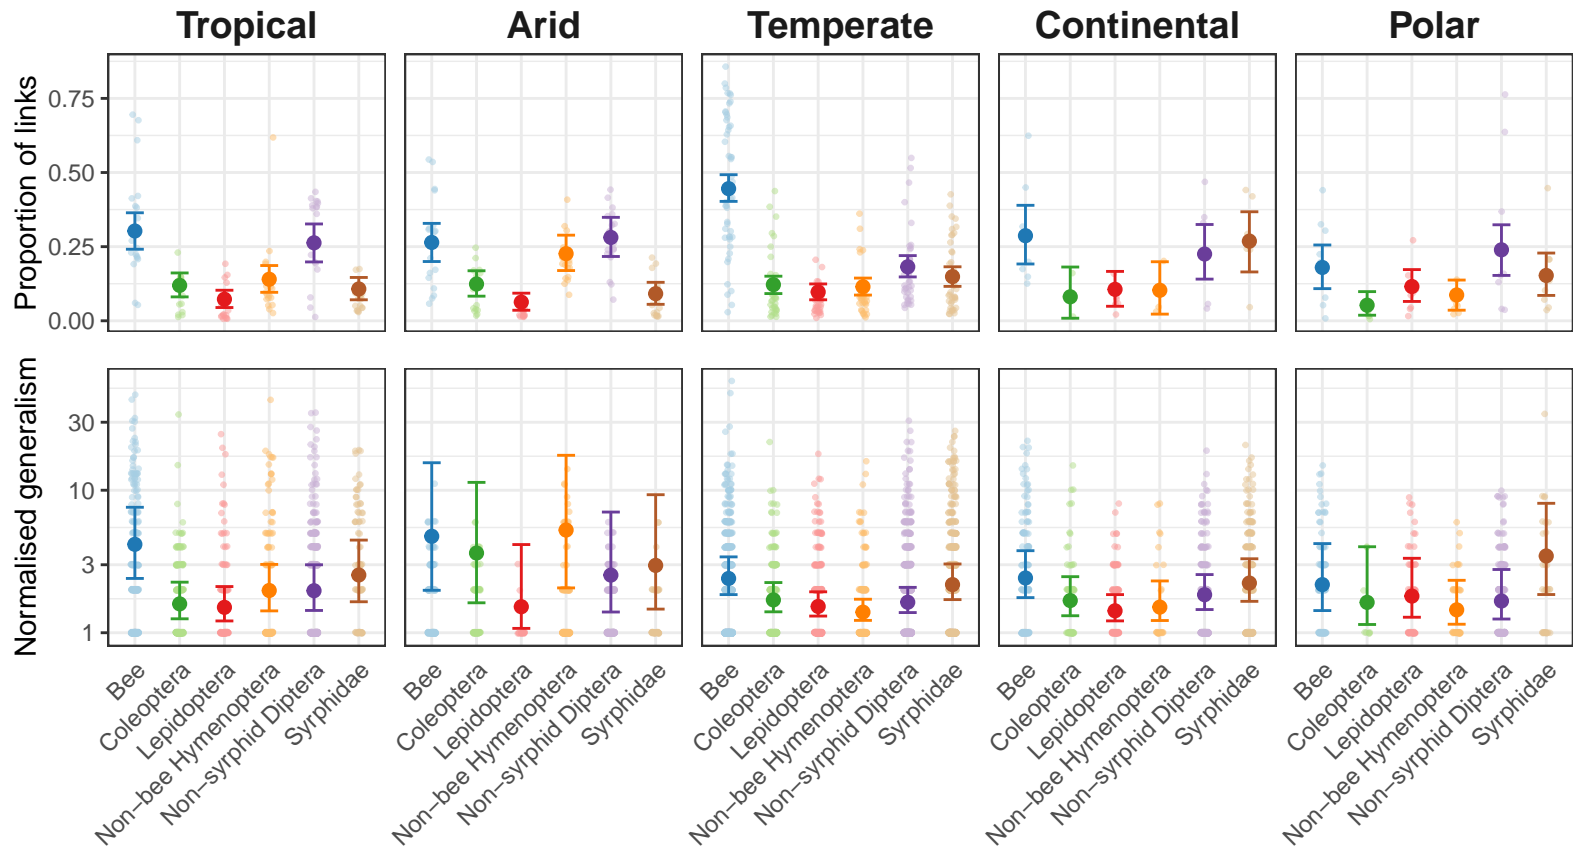 Tropical Arid Temperate Continental Polar
Proportion of links
0.75
0.50
0.25
0.00
Normalised generalism
30
10
3
1
Bee Coleoptera Lepidoptera Non−bee Hymenoptera Non−syrphid Diptera Syrphidae
Bee Coleoptera Lepidoptera Non−bee Hymenoptera Non−syrphid Diptera Syrphidae
Bee Coleoptera Lepidoptera Non−bee Hymenoptera Non−syrphid Diptera Syrphidae
Bee Coleoptera Lepidoptera Non−bee Hymenoptera Non−syrphid Diptera Syrphidae
Bee Coleoptera Lepidoptera Non−bee Hymenoptera Non−syrphid Diptera Syrphidae